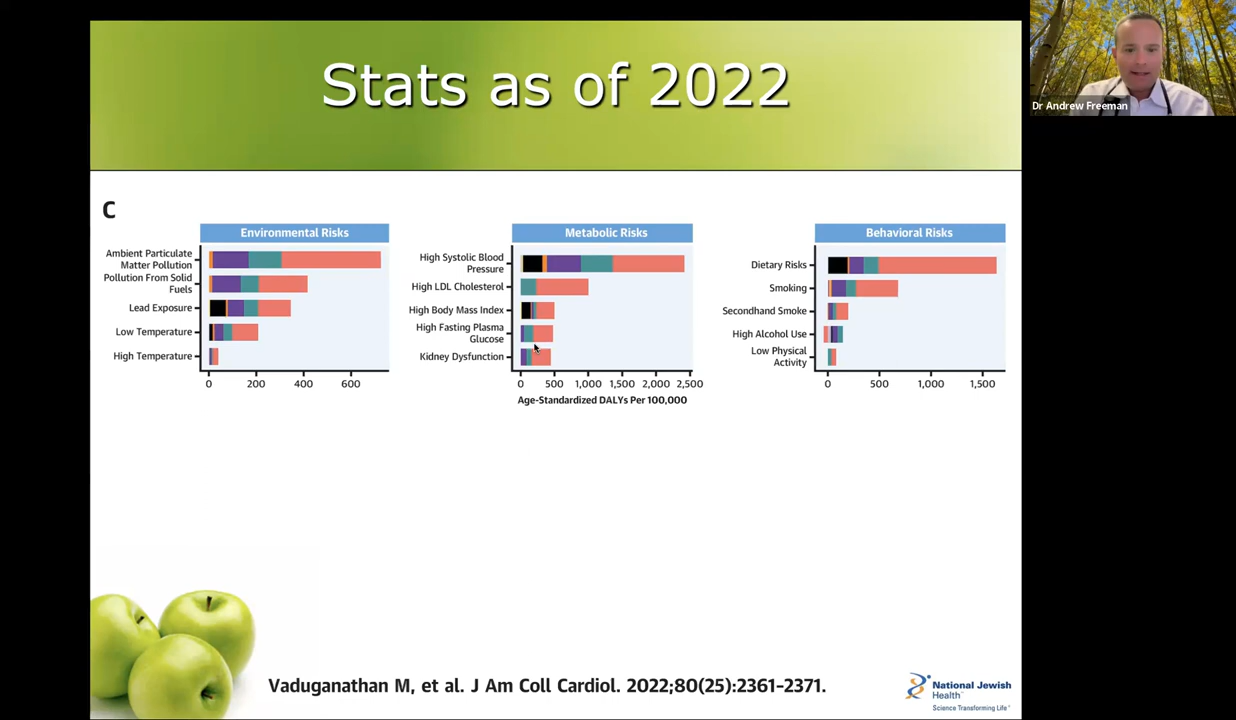 Stats as of 2022
Dr Andrew Freeman
C
Environmental Risks
Ambient Particulate
Matter Pollution
Pollution From Solid
Fuels
Lead Exposure
Low Temperature
High Temperature
0 200 400 600
Metabolic Risks
High Systolic Blood
Pressure
High LDL Cholesterol
High Body Mass Index
High Fasting Plasma
Glucose
Kidney Dysfunction
0 500 1,000 1,500 2,000 2,500
Age-Standardized DALYs Per 100,000
Behavioral Risks
Dietary Risks
Smoking
Secondhand Smoke
High Alcohol Use
Low Physical
Activity
0 500 1,000 1,500
Vaduganathan M, et al. J Am Coll Cardiol. 2022;80(25):2361–2371.
National Jewish
Health™
Science Transforming Life®